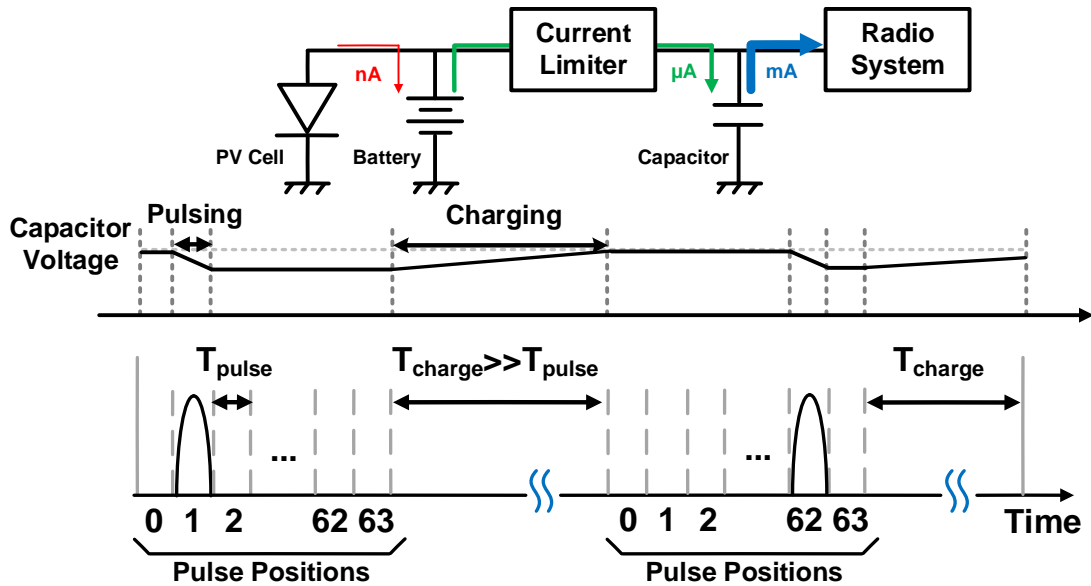 Current
Limiter
Radio
System
nA
µA
mA
PV Cell
Battery
Capacitor
Pulsing
Charging
Capacitor
Voltage
Tpulse
Tcharge>>Tpulse
Tcharge
...
...
0 1 2 62 63
0 1 2 62 63
Time
Pulse Positions
Pulse Positions